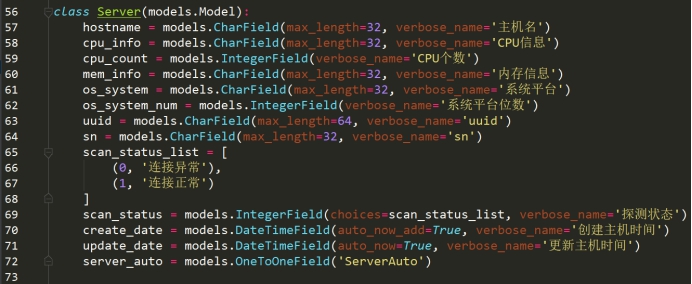 56 class Server(models.Model):
57 hostname = models.CharField(max_length=32, verbose_name='主机名')
58 cpu_info = models.CharField(max_length=32, verbose_name='CPU信息')
59 cpu_count = models.IntegerField(verbose_name='CPU个数')
60 mem_info = models.CharField(max_length=32, verbose_name='内存信息')
61 os_system = models.CharField(max_length=32, verbose_name='系统平台')
62 os_system_num = models.IntegerField(verbose_name='系统平台位数')
63 uuid = models.CharField(max_length=64, verbose_name='uuid')
64 sn = models.CharField(max_length=32, verbose_name='sn')
65 scan_status_list = [
66 (0, '连接异常'),
67 (1, '连接正常')
68 ]
69 scan_status = models.IntegerField(choices=scan_status_list, verbose_name='探测状态')
70 create_date = models.DateTimeField(auto_now_add=True, verbose_name='创建主机时间')
71 update_date = models.DateTimeField(auto_now=True, verbose_name='更新主机时间')
72 server_auto = models.OneToOneField('ServerAuto')
73